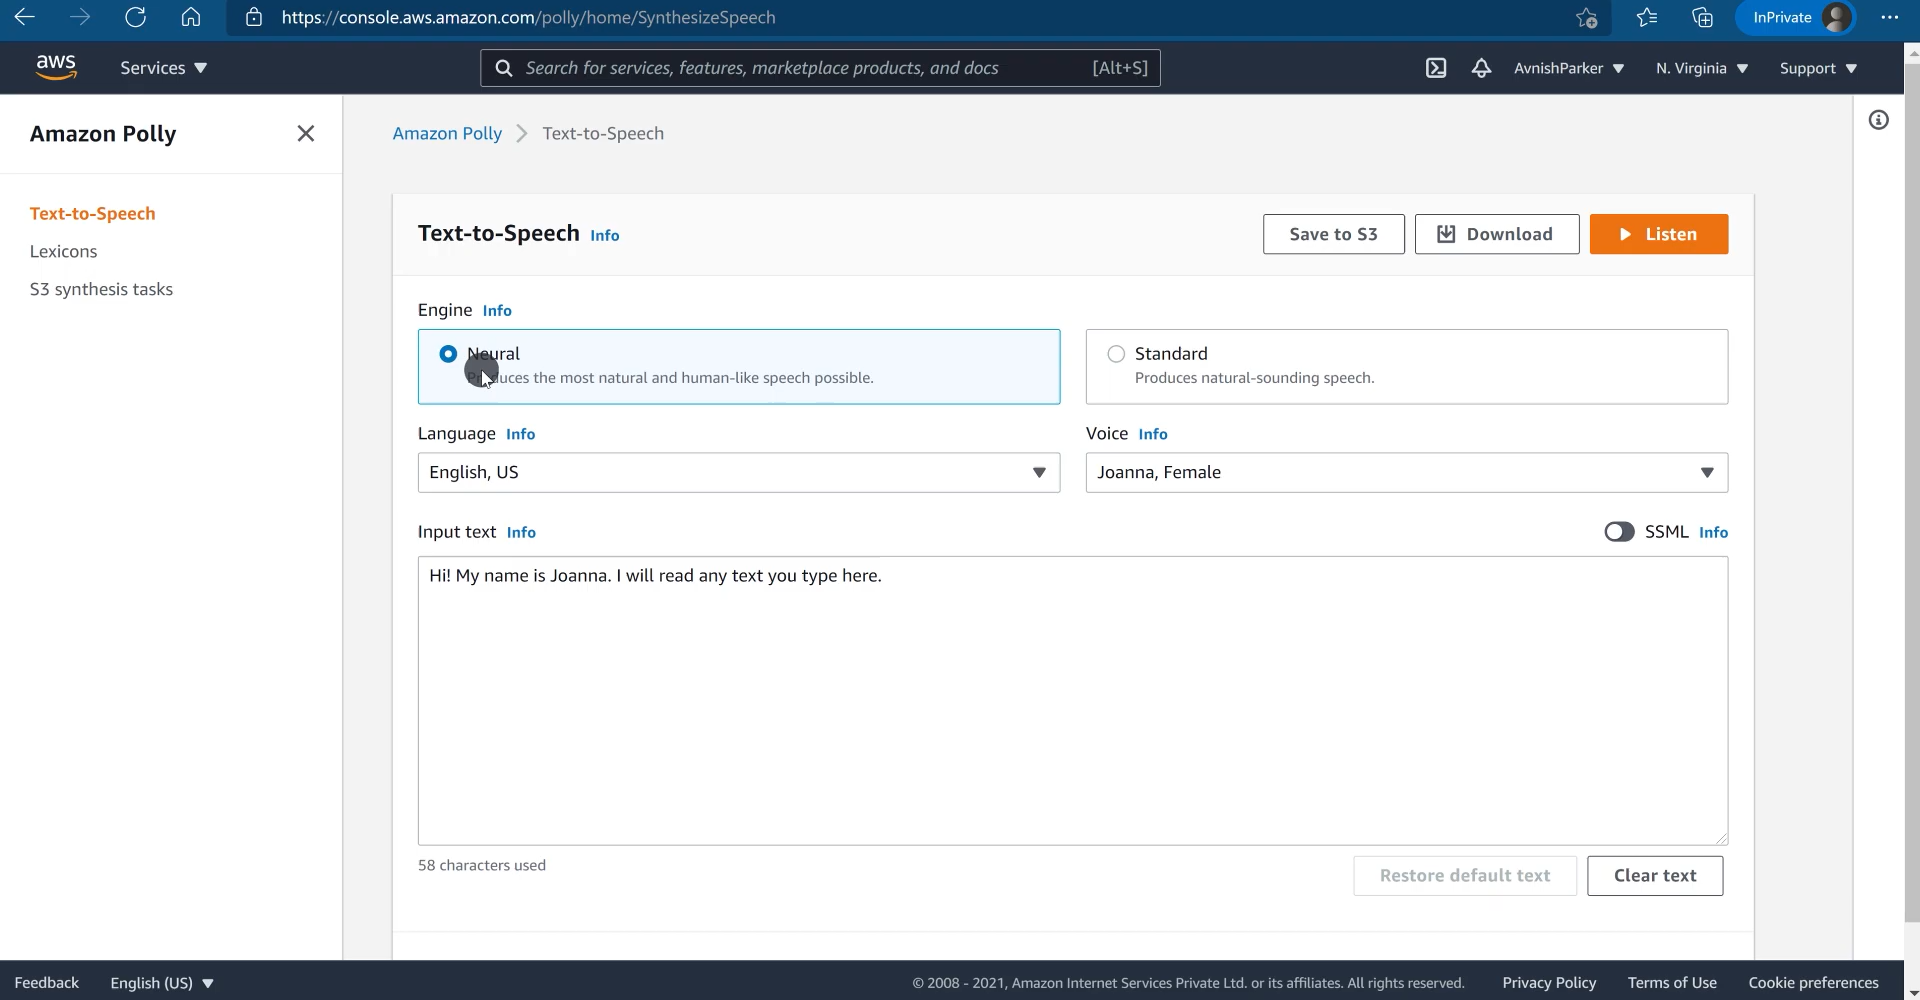 https://console.aws.amazon.com/polly/home/SynthesizeSpeech
InPrivate
aws
Services
Search for services, features, marketplace products, and docs
[Alt+S]
AvnishParker
N. Virginia
Support
Amazon Polly
Amazon Polly
Text-to-Speech
Text-to-Speech
Lexicons
S3 synthesis tasks
Text-to-Speech Info
Save to S3
Download
Listen
Engine Info
Neural
Produces the most natural and human-like speech possible.
Standard
Produces natural-sounding speech.
Language Info
English, US
Voice Info
Joanna, Female
Input text Info
SSML Info
Hi! My name is Joanna. I will read any text you type here.
58 characters used
Restore default text
Clear text
Feedback
English (US)
© 2008 - 2021, Amazon Internet Services Private Ltd. or its affiliates. All rights reserved.
Privacy Policy
Terms of Use
Cookie preferences